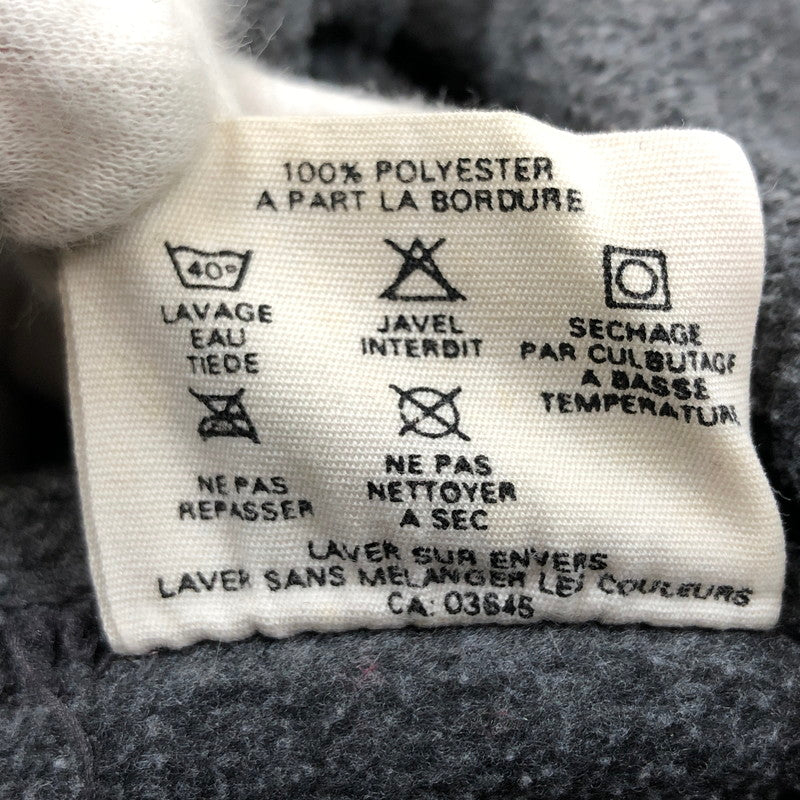 100% POLYESTER
A PART LA BORDURE
40°
LAVAGE
EAU
TIEDE
JAVEL
INTERDIT
SECHAGE
PAR CULBUTAGE
A BASSE
TEMPERATURE
NE PAS
REPASSER
NE PAS
NETTOYER
A SEC
LAVER SUR ENVERS
LAVER SANS MELANGER LES COULEURS
CA: 03645